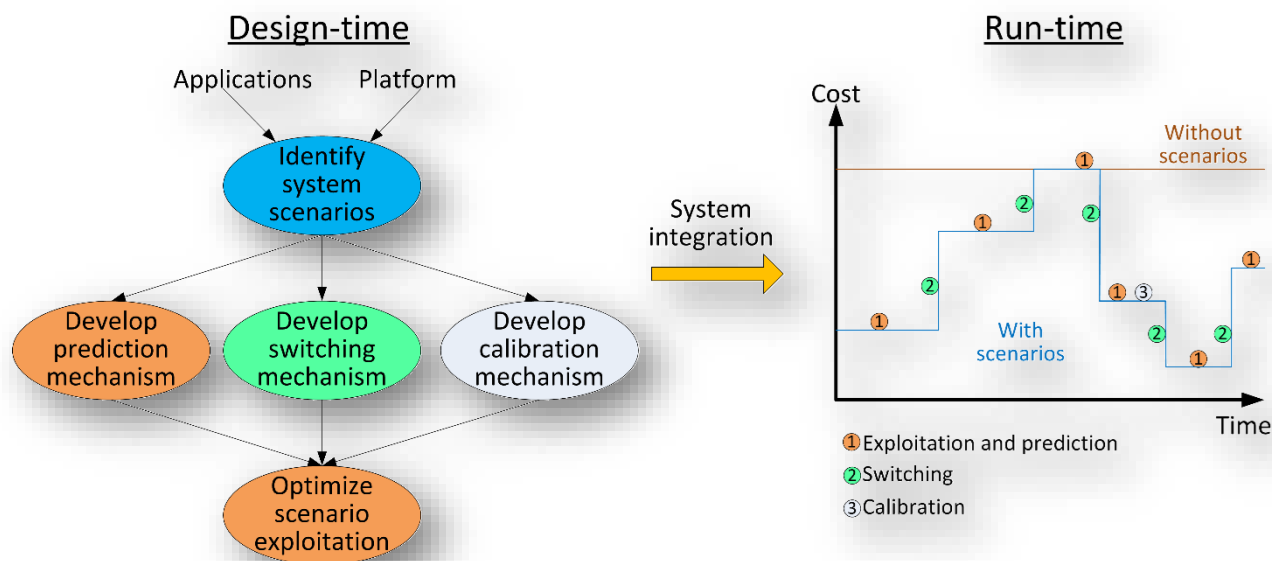 Design-time
Applications
Platform
Identify
system
scenarios
Develop
prediction
mechanism
Develop
switching
mechanism
Develop
calibration
mechanism
Optimize
scenario
exploitation
System
integration
Run-time
Cost
Without
scenarios
1
2
1
2
1
2
1
3
2
1
2
1
With
scenarios
Time
1 Exploitation and prediction
2 Switching
3 Calibration